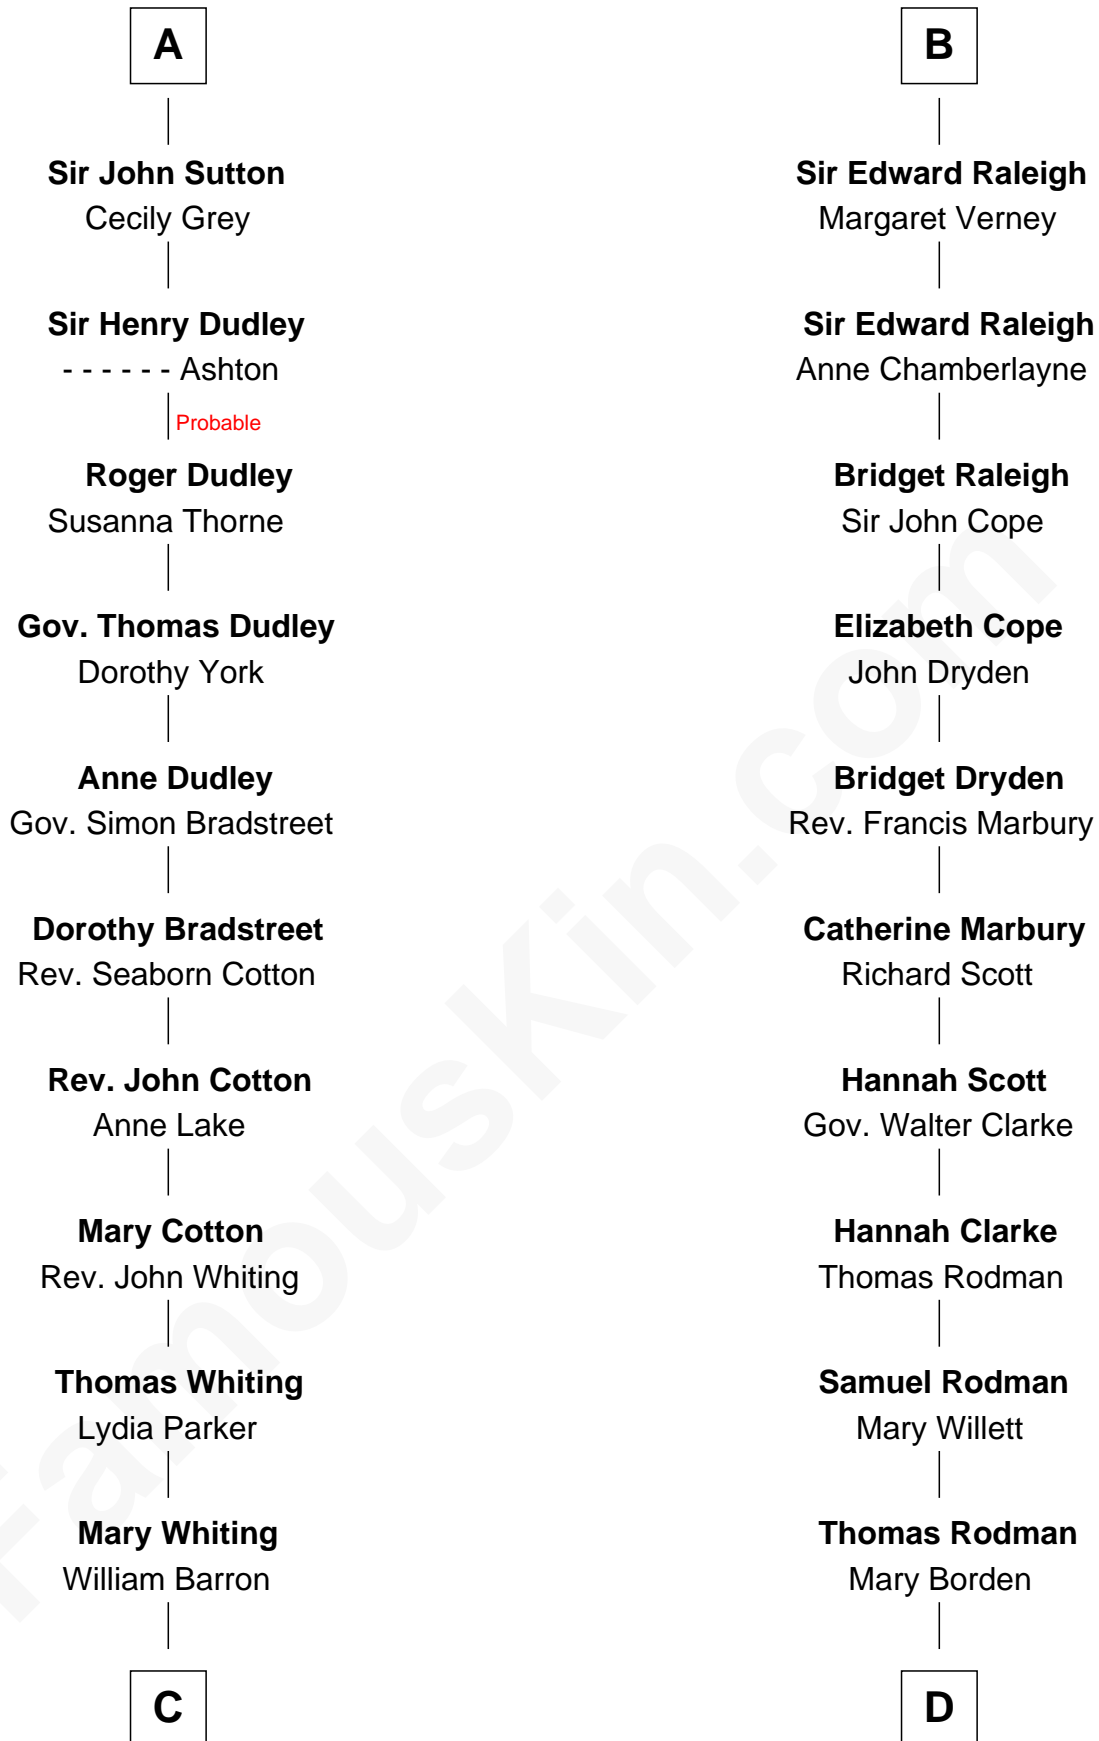 A
Sir John Sutton
Cecily Grey
Sir Henry Dudley
- - - - - - Ashton
Probable
Roger Dudley
Susanna Thorne
Gov. Thomas Dudley
Dorothy York
Anne Dudley
Gov. Simon Bradstreet
Dorothy Bradstreet
Rev. Seaborn Cotton
Rev. John Cotton
Anne Lake
Mary Cotton
Rev. John Whiting
Thomas Whiting
Lydia Parker
Mary Whiting
William Barron
C
B
Sir Edward Raleigh
Margaret Verney
Sir Edward Raleigh
Anne Chamberlayne
Bridget Raleigh
Sir John Cope
Elizabeth Cope
John Dryden
Bridget Dryden
Rev. Francis Marbury
Catherine Marbury
Richard Scott
Hannah Scott
Gov. Walter Clarke
Hannah Clarke
Thomas Rodman
Samuel Rodman
Mary Willett
Thomas Rodman
Mary Borden
D
FamousKin.com